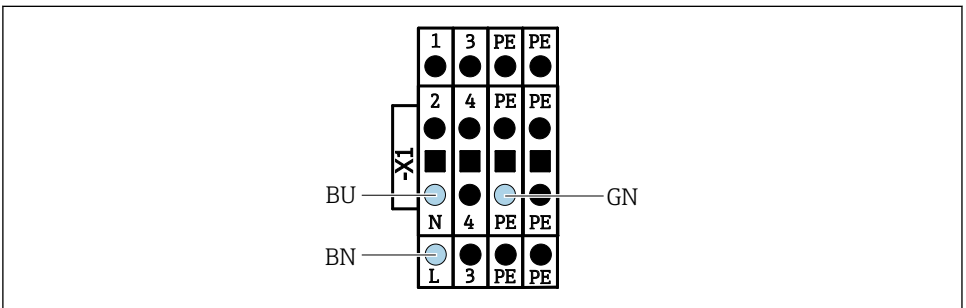 1 3 PE PE
2 4 PE PE
-X1
BU GN
N 4 PE PE
BN
L 3 PE PE